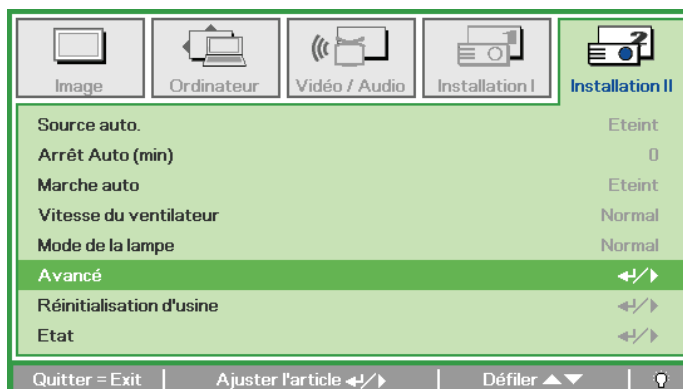 Image Ordinateur Vidéo / Audio Installation I Installation II
Source auto. Eteint
Arrêt Auto (min) 0
Marche auto Eteint
Vitesse du ventilateur Normal
Mode de la lampe Normal
Avancé
Réinitialisation d'usine
Etat
Quitter = Exit Ajuster l'article Défiler